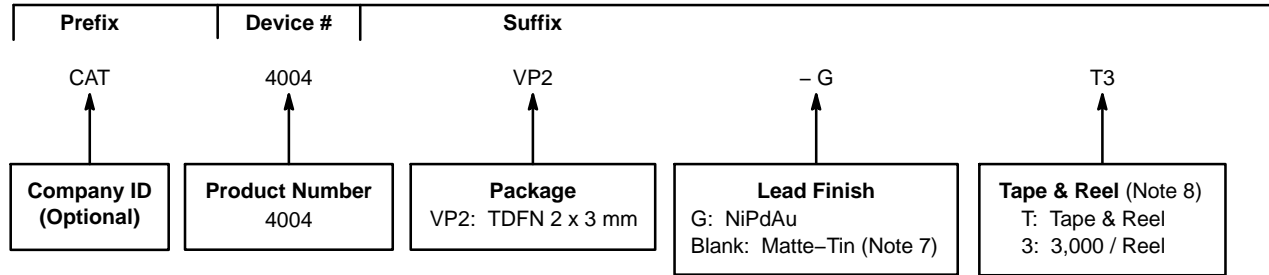 Prefix Device # Suffix
CAT 4004 VP2 – G T3
Company ID
(Optional)
Product Number
4004
Package
VP2: TDFN 2 x 3 mm
Lead Finish
G: NiPdAu
Blank: Matte−Tin (Note 7)
Tape & Reel (Note 8)
T: Tape & Reel
3: 3,000 / Reel